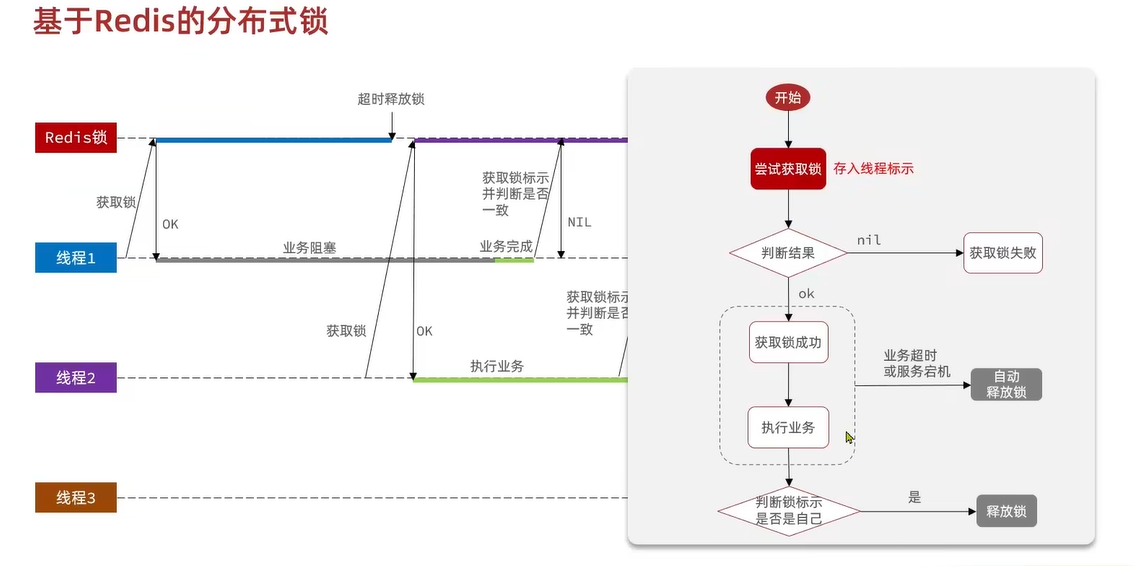 基于Redis的分布式锁
超时释放锁
Redis锁
获取锁
OK
获取锁标示
并判断是否
一致
NIL
线程1
业务阻塞
业务完成
获取锁
OK
获取锁标示
并判断是否
一致
线程2
执行业务
线程3
开始
尝试获取锁
存入线程标示
判断结果
nil
获取锁失败
ok
获取锁成功
执行业务
业务超时
或服务宕机
自动
释放锁
判断锁标示
是否是自己
是
释放锁